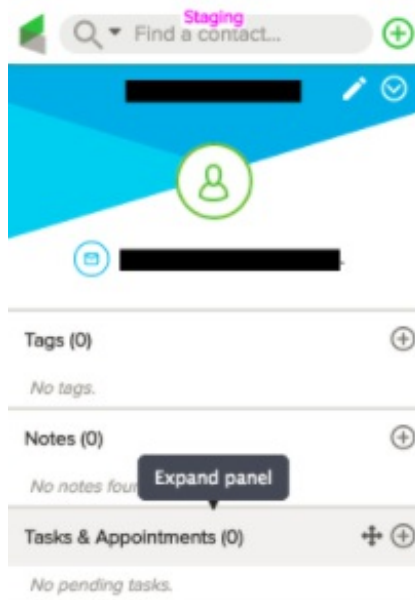 Staging
Find a contact...
Tags (0)
No tags.
Notes (0)
No notes four
Expand panel
Tasks & Appointments (0)
No pending tasks.